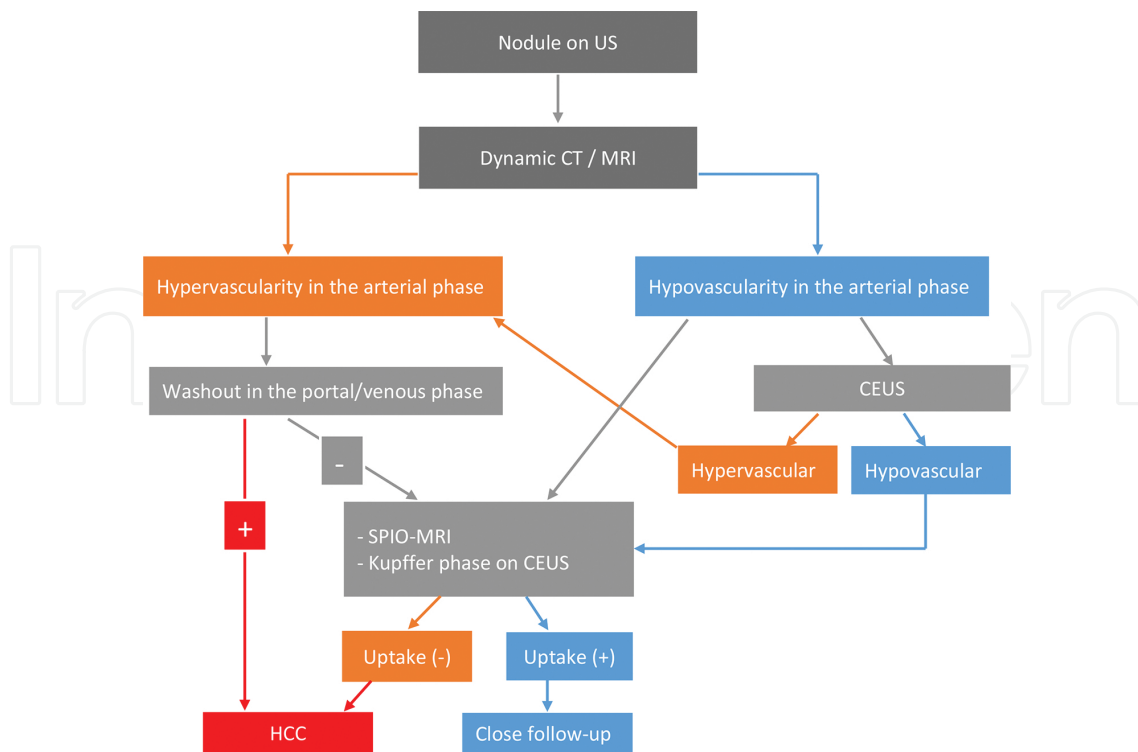 Nodule on US
Dynamic CT / MRI
Hypervascularity in the arterial phase
Hypovascularity in the arterial phase
Washout in the portal/venous phase
CEUS
-
Hypervascular
Hypovascular
+
- SPIO-MRI
- Kupffer phase on CEUS
Uptake (-)
Uptake (+)
HCC
Close follow-up